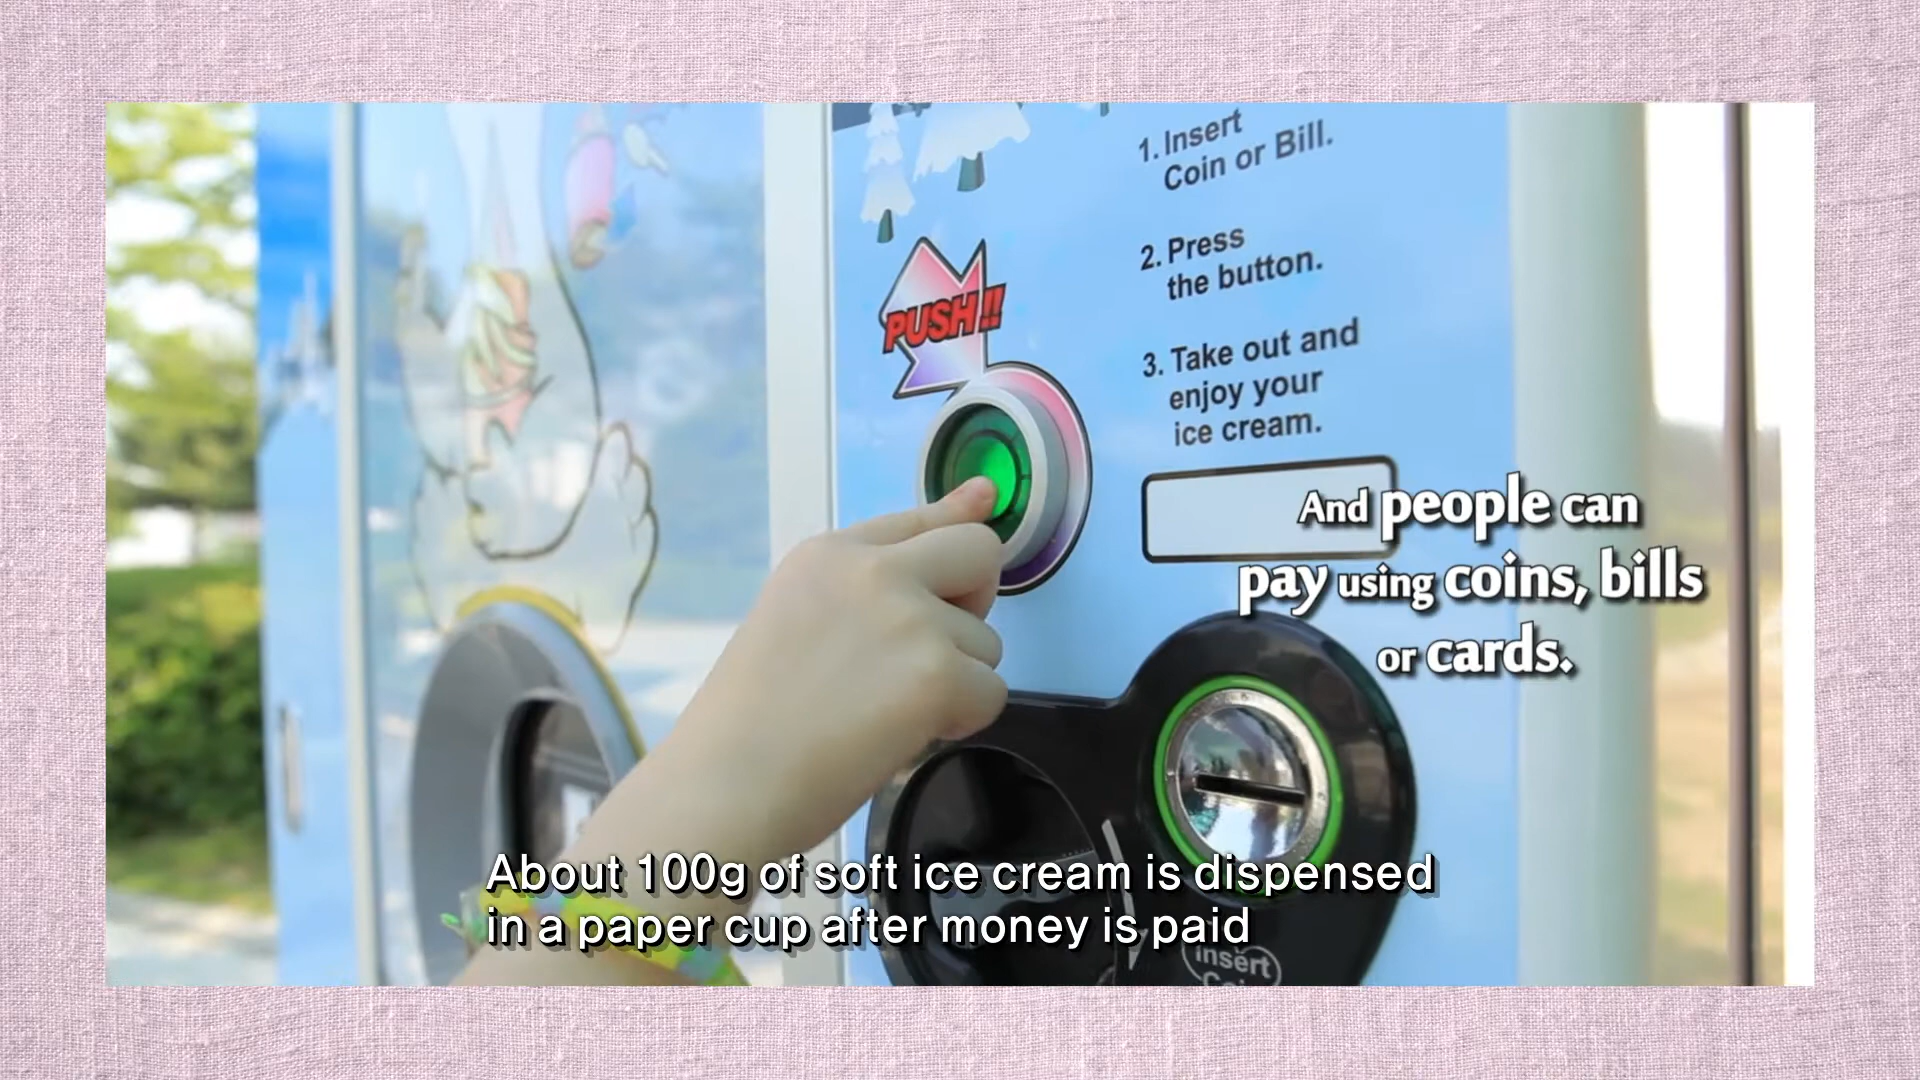 1. Insert
Coin or Bill.
2. Press
the button.
3. Take out and
enjoy your
ice cream.
PUSH!!
And people can
pay using coins, bills
or cards.
About 100g of soft ice cream is dispensed
in a paper cup after money is paid
Insert